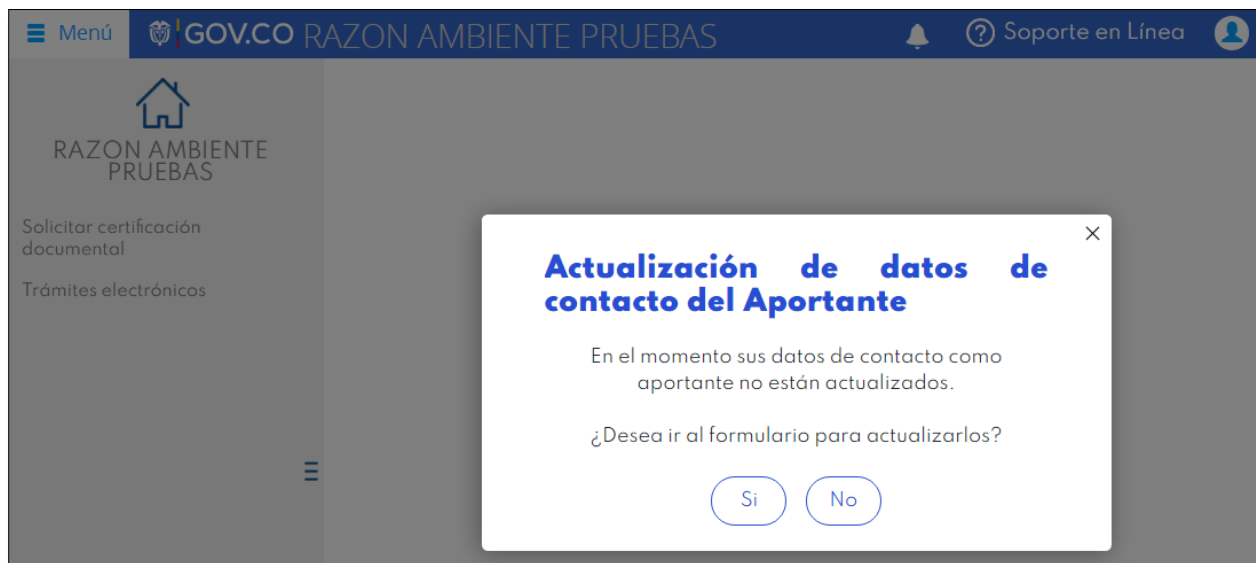 Menú GOV.CO RAZON AMBIENTE PRUEBAS Soporte en Línea
RAZON AMBIENTE
PRUEBAS
Solicitar certificación
documental
Trámites electrónicos
Actualización de datos de
contacto del Aportante
En el momento sus datos de contacto como
aportante no están actualizados.
¿Desea ir al formulario para actualizarlos?
Si No